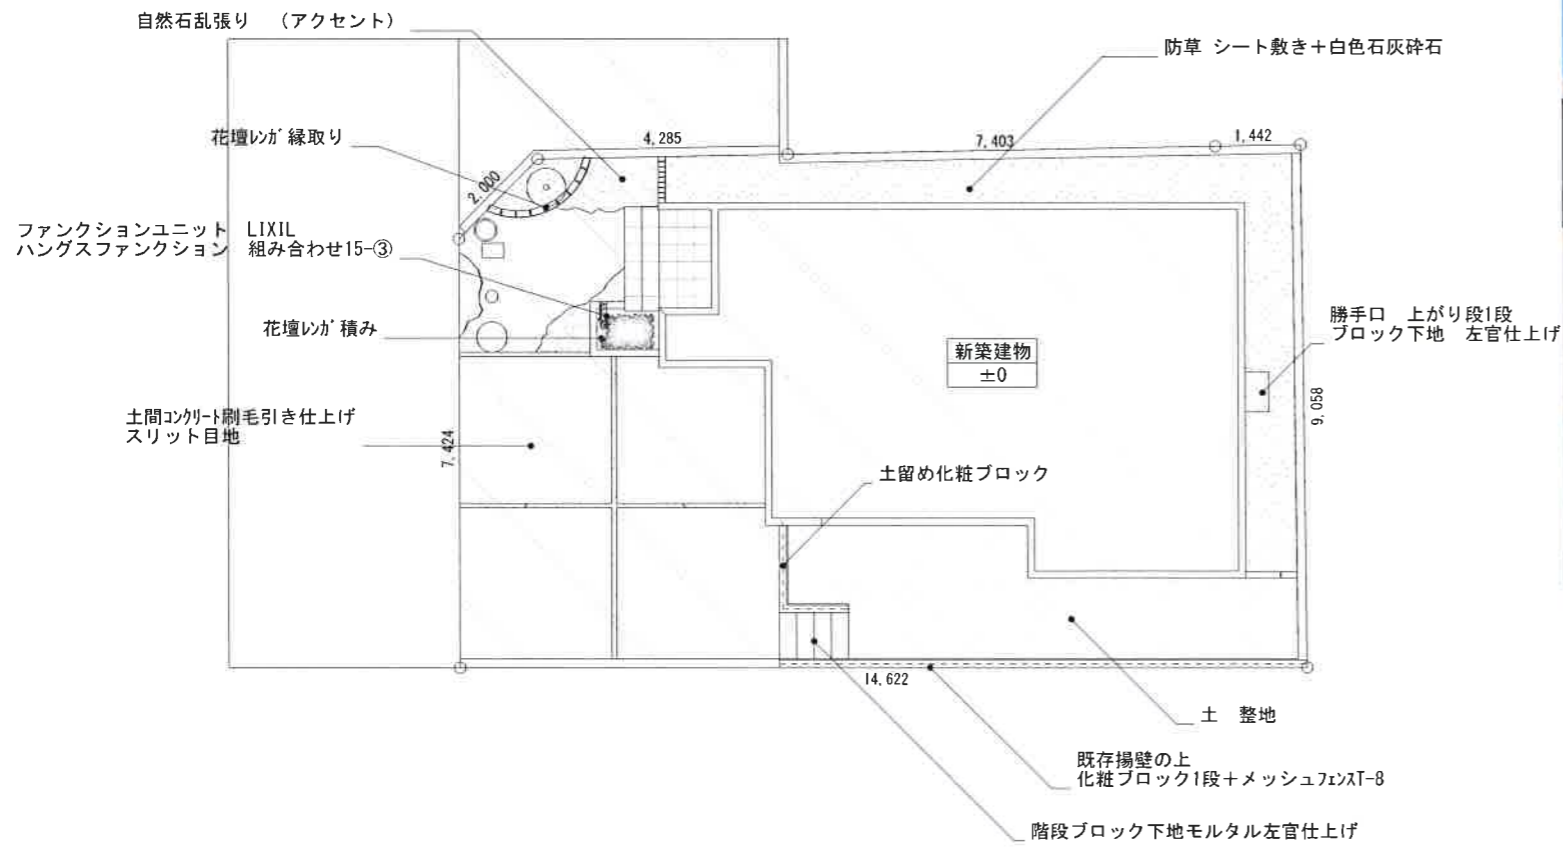 自然石乱張り　（アクセント）
防草 シート敷き＋白色石灰砕石
花壇ﾚﾝｶﾞ縁取り
4,285
7,403
1,442
2,000
ファンクションユニット　LIXIL
ハングスファンクション　組み合わせ15-③
花壇ﾚﾝｶﾞ積み
新築建物
±0
勝手口　上がり段1段
ブロック下地　左官仕上げ
土間ｺﾝｸﾘｰﾄ刷毛引き仕上げ
スリット目地
7,424
9,058
土留め化粧ブロック
14,622
土　整地
既存揚壁の上
化粧ブロック1段＋メッシュﾌｪﾝｽT-8
階段ブロック下地モルタル左官仕上げ